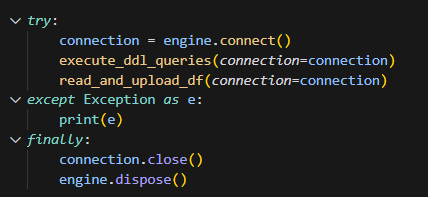 try:
    connection = engine.connect()
    execute_ddl_queries(connection=connection)
    read_and_upload_df(connection=connection)
except Exception as e:
    print(e)
finally:
    connection.close()
    engine.dispose()